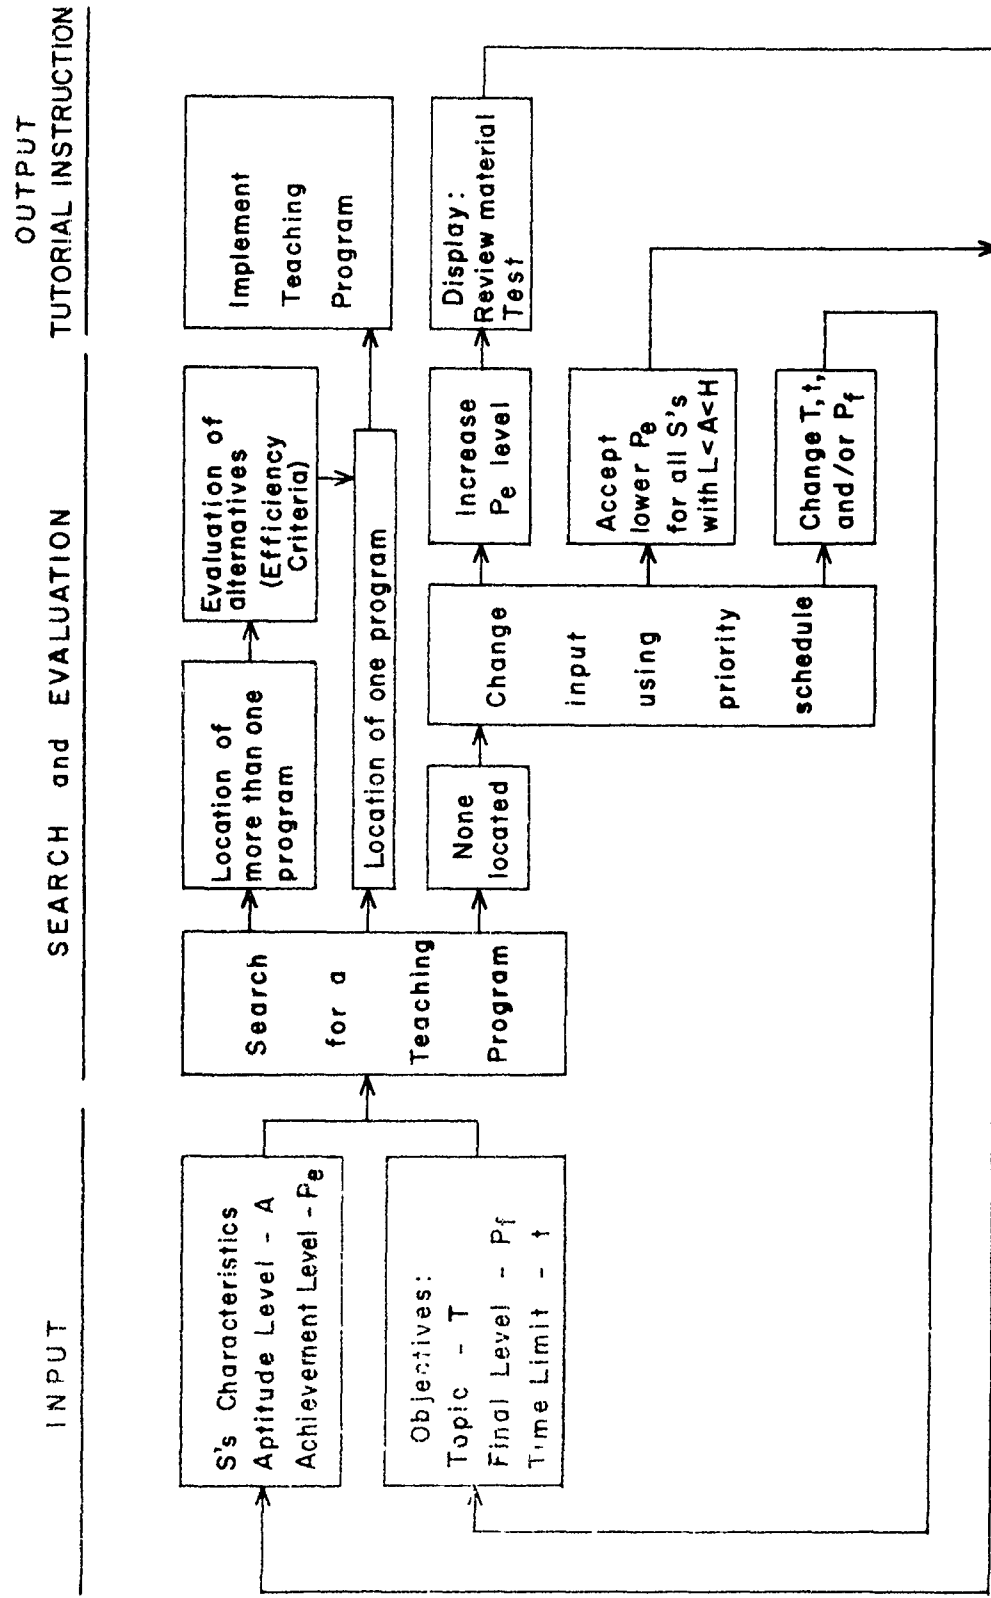 INPUT
SEARCH and EVALUATION
OUTPUT
TUTORIAL INSTRUCTION
S's Characteristics
Aptitude Level - A
Achievement Level - Pe
Objectives:
Topic - T
Final Level - Pf
Time Limit - t
Search
for a
Teaching
Program
Location of
more than one
program
Evaluation of
alternatives
(Efficiency
Criteria)
Location of one program
Implement
Teaching
Program
None
located
Change
input
using
priority
schedule
Increase
Pe level
Display:
Review material
Test
Accept
lower Pe
for all S's
with L<A<H
Change T, t,
and/or Pf